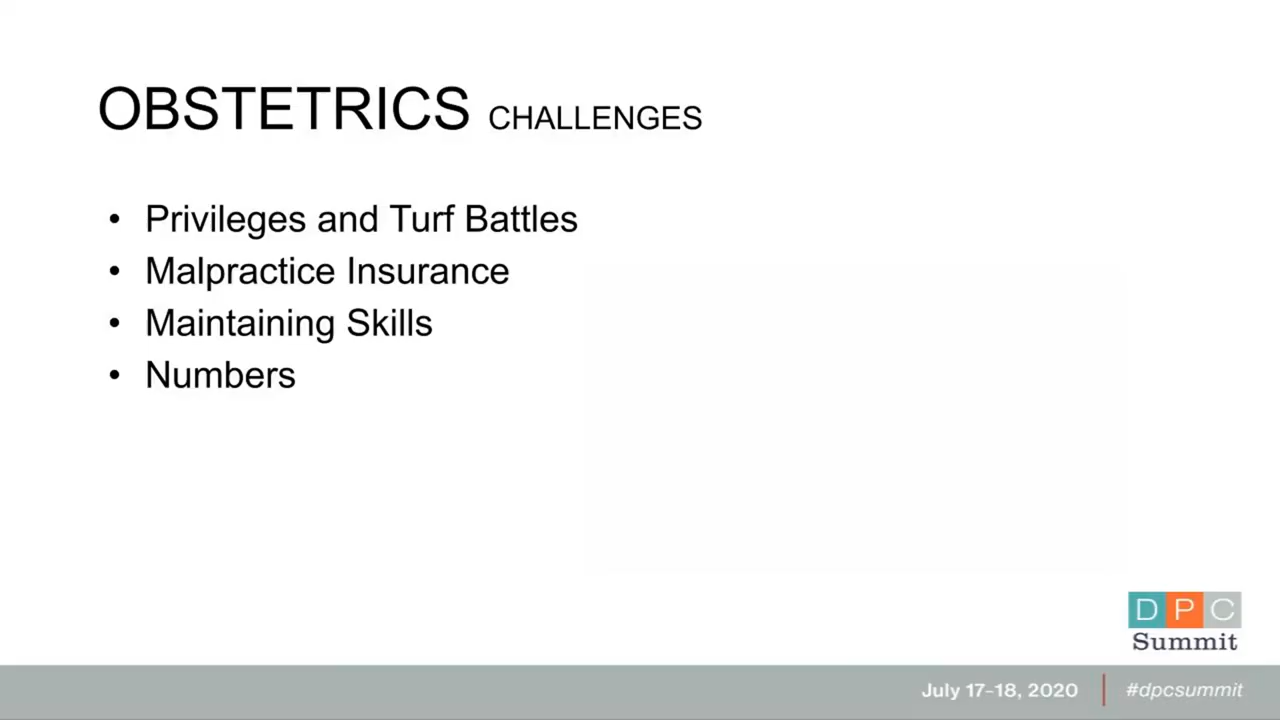 OBSTETRICS CHALLENGES
• Privileges and Turf Battles
• Malpractice Insurance
• Maintaining Skills
• Numbers
DPC
Summit
July 17–18, 2020 | #dpcsummit